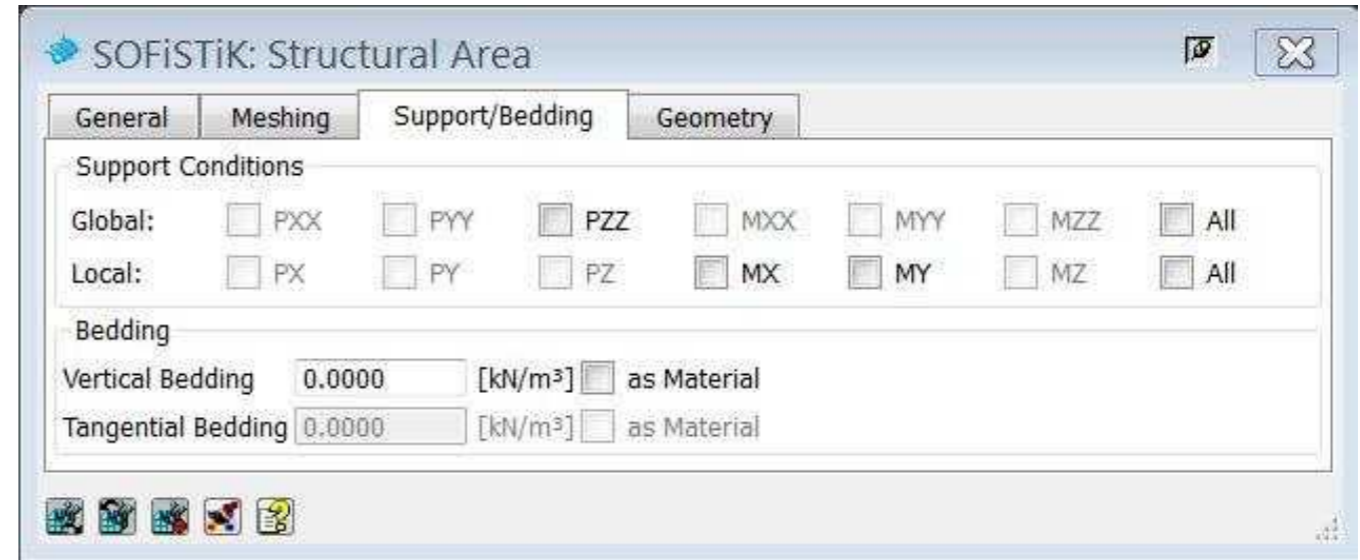 SOFiSTiK: Structural Area
General Meshing Support/Bedding Geometry
Support Conditions
Global: PXX PYY PZZ MXX MYY MZZ All
Local: PX PY PZ MX MY MZ All
Bedding
Vertical Bedding 0.0000 [kN/m³] as Material
Tangential Bedding 0.0000 [kN/m³] as Material